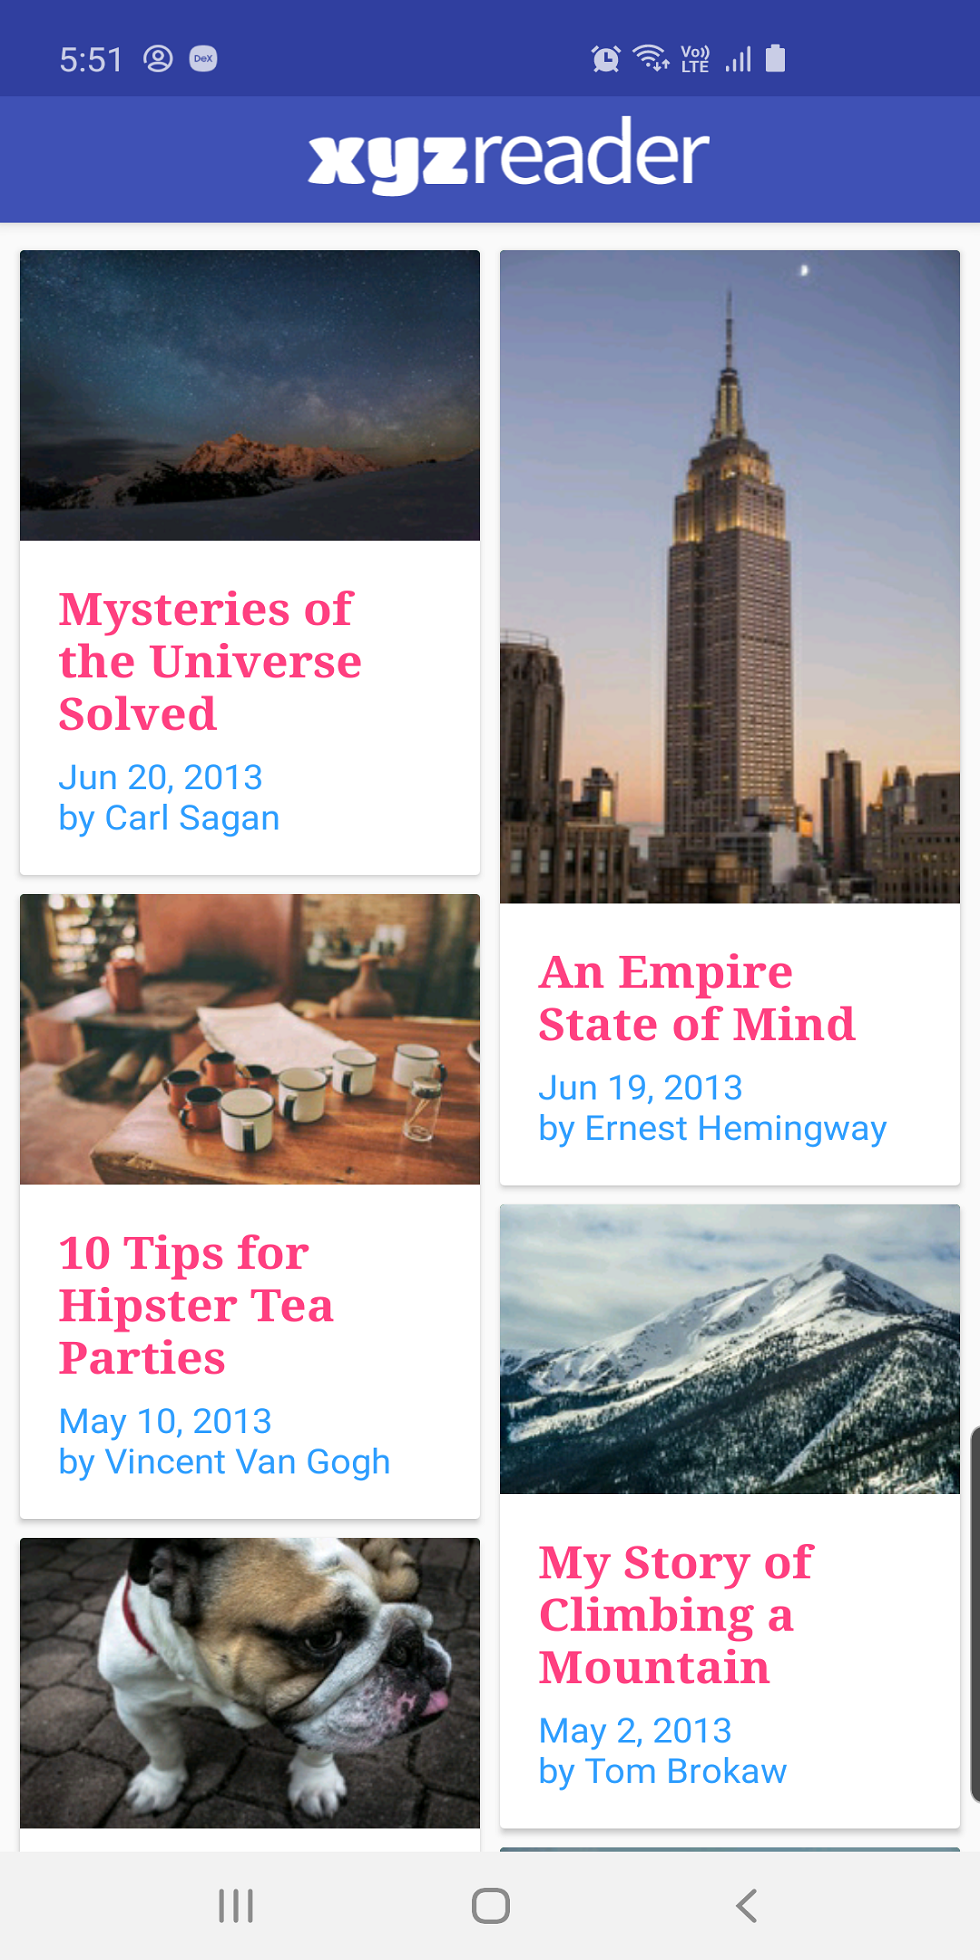 5:51
DeX
Vo))
LTE
xyzreader
Mysteries of
the Universe
Solved
Jun 20, 2013
by Carl Sagan
An Empire
State of Mind
Jun 19, 2013
by Ernest Hemingway
10 Tips for
Hipster Tea
Parties
May 10, 2013
by Vincent Van Gogh
My Story of
Climbing a
Mountain
May 2, 2013
by Tom Brokaw